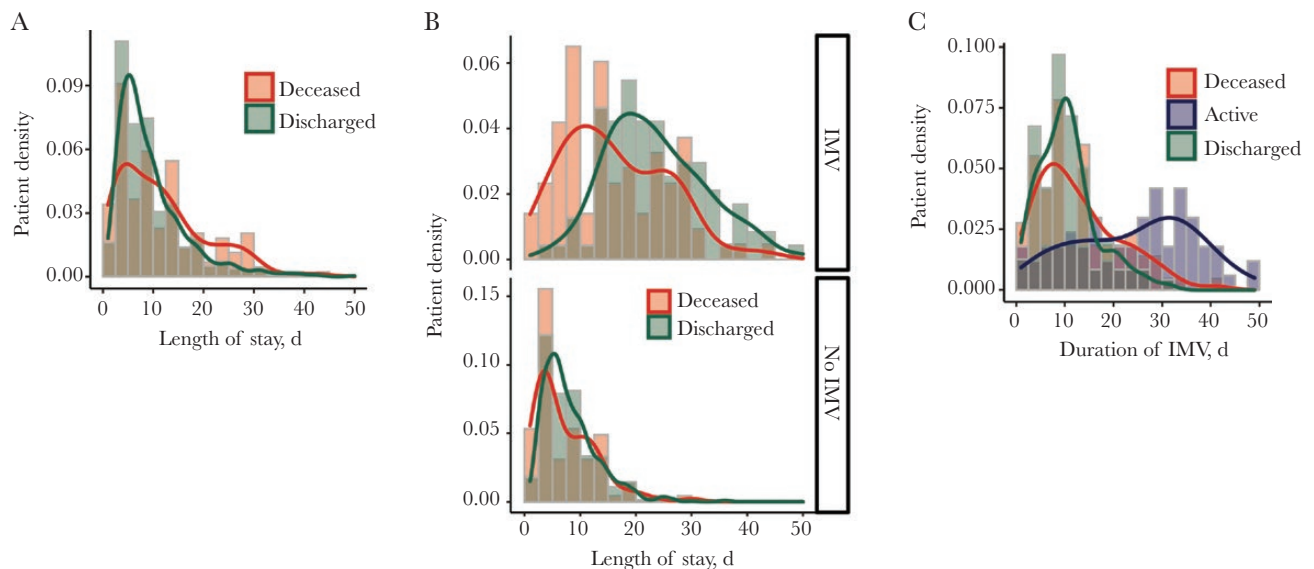 A
Patient density
0.09
0.06
0.03
0.00
Deceased
Discharged
0 10 20 30 40 50
Length of stay, d
B
Patient density
0.06
0.04
0.02
0.00
IMV
Patient density
0.15
0.10
0.05
0.00
Deceased
Discharged
No IMV
0 10 20 30 40 50
Length of stay, d
C
Patient density
0.100
0.075
0.050
0.025
0.000
Deceased
Active
Discharged
0 10 20 30 40 50
Duration of IMV, d